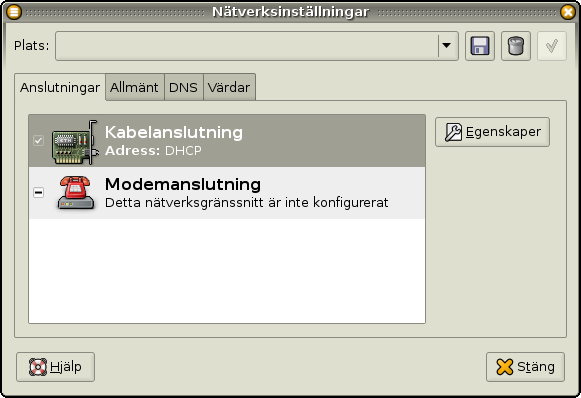 Nätverksinställningar
Plats:
Anslutningar Allmänt DNS Värdar
Kabelanslutning
Adress: DHCP
Egenskaper
Modemanslutning
Detta nätverksgränssnitt är inte konfigurerat
Hjälp
Stäng